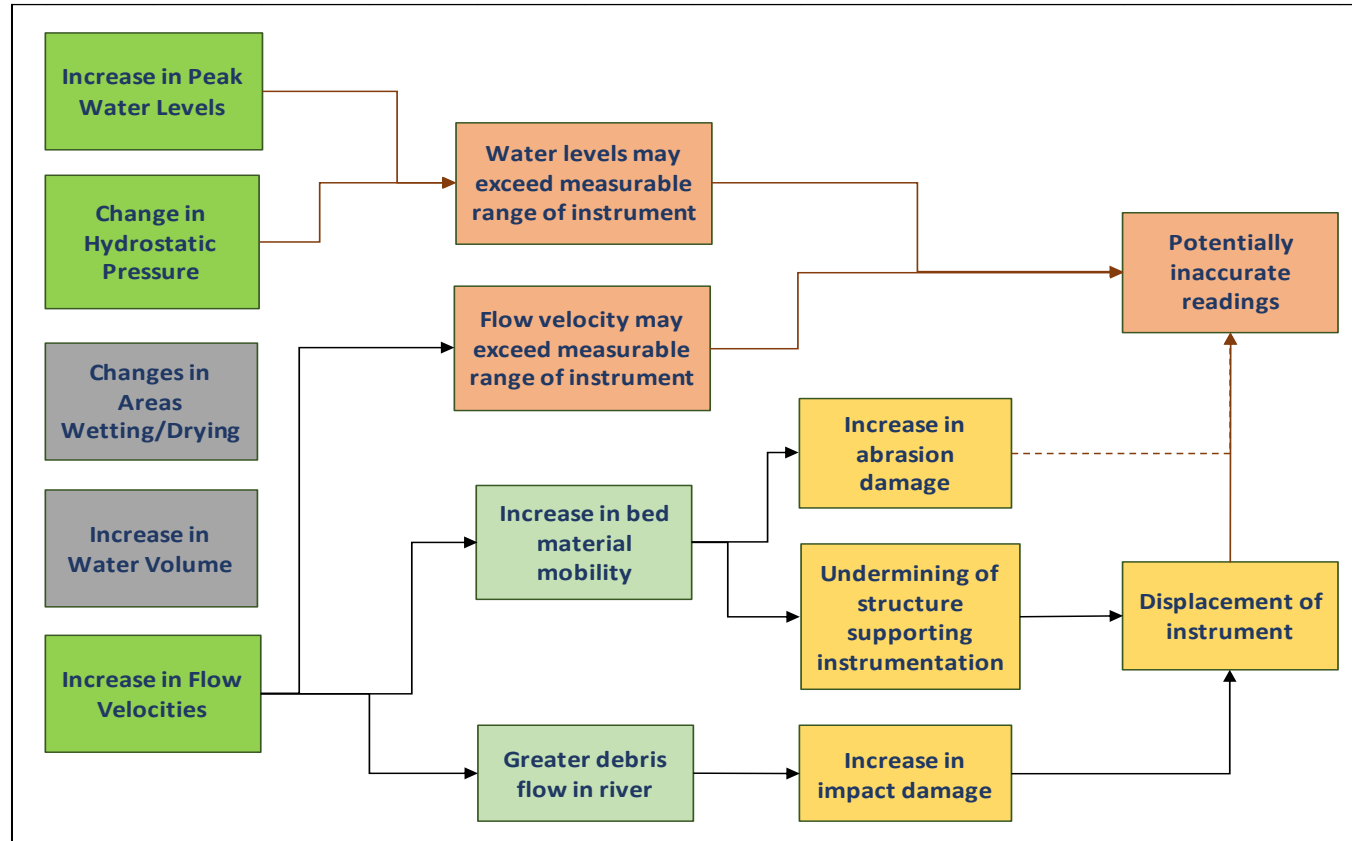 Increase in Peak
Water Levels
Change in
Hydrostatic
Pressure
Changes in
Areas
Wetting/Drying
Increase in
Water Volume
Increase in Flow
Velocities
Water levels may
exceed measurable
range of instrument
Flow velocity may
exceed measurable
range of instrument
Increase in bed
material
mobility
Greater debris
flow in river
Increase in
abrasion
damage
Undermining of
structure
supporting
instrumentation
Increase in
impact damage
Potentially
inaccurate
readings
Displacement of
instrument